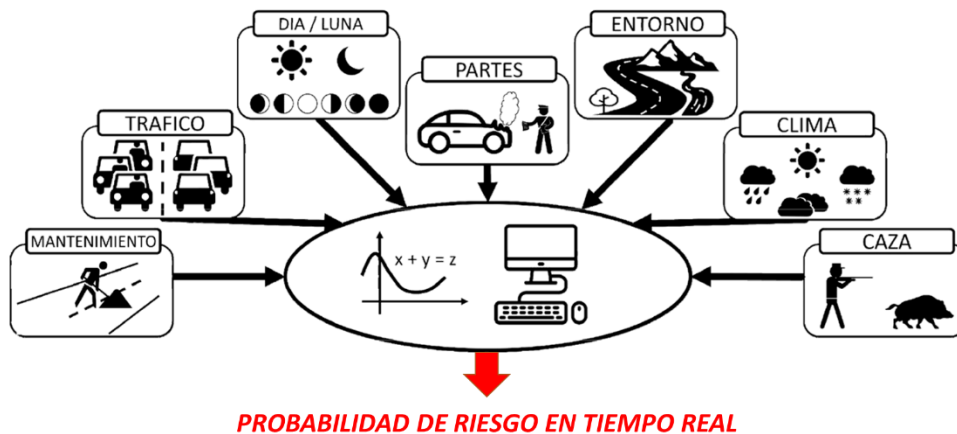 DIA / LUNA
PARTES
ENTORNO
TRAFICO
CLIMA
MANTENIMIENTO
CAZA
x + y = z
PROBABILIDAD DE RIESGO EN TIEMPO REAL